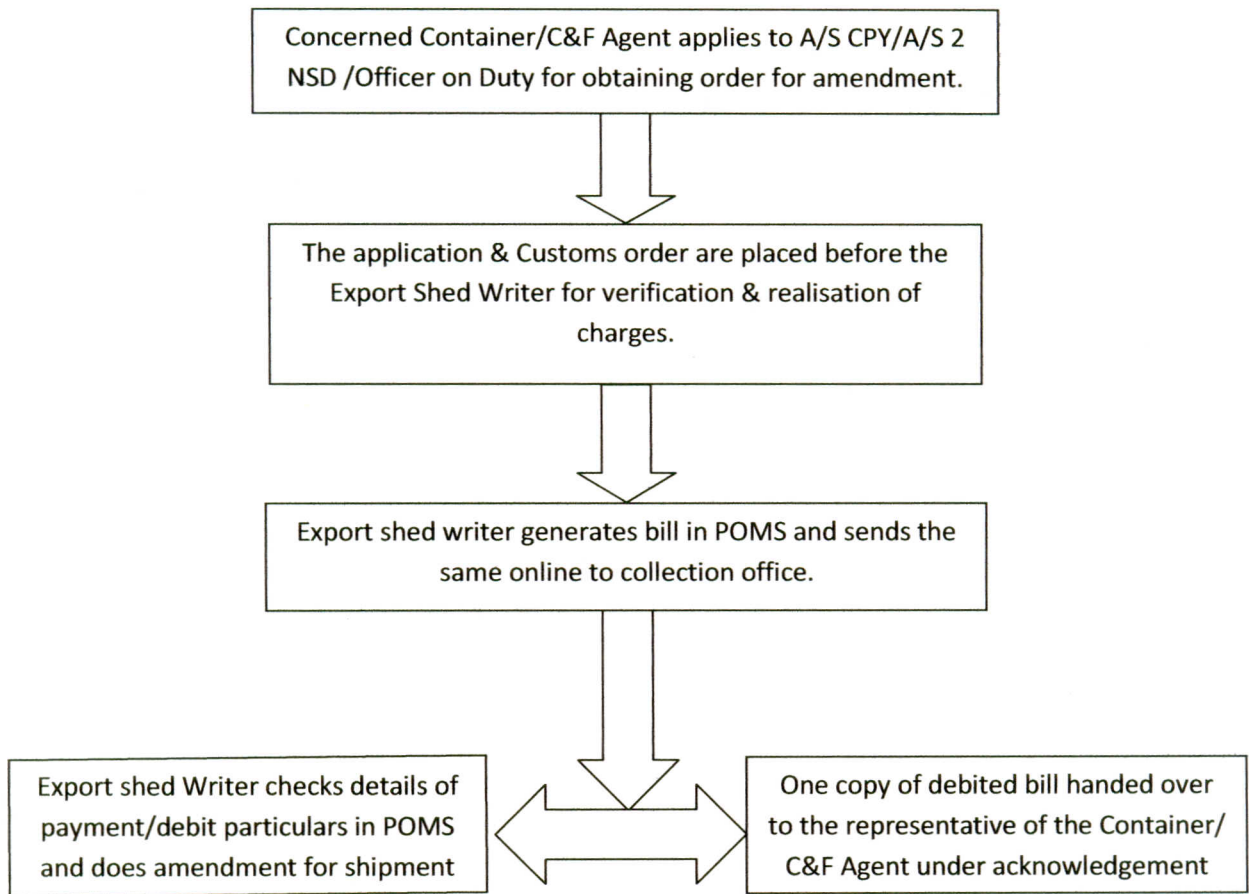 Concerned Container/C&F Agent applies to A/S CPY/A/S 2
NSD /Officer on Duty for obtaining order for amendment.
The application & Customs order are placed before the
Export Shed Writer for verification & realisation of
charges.
Export shed writer generates bill in POMS and sends the
same online to collection office.
Export shed Writer checks details of
payment/debit particulars in POMS
and does amendment for shipment
One copy of debited bill handed over
to the representative of the Container/
C&F Agent under acknowledgement